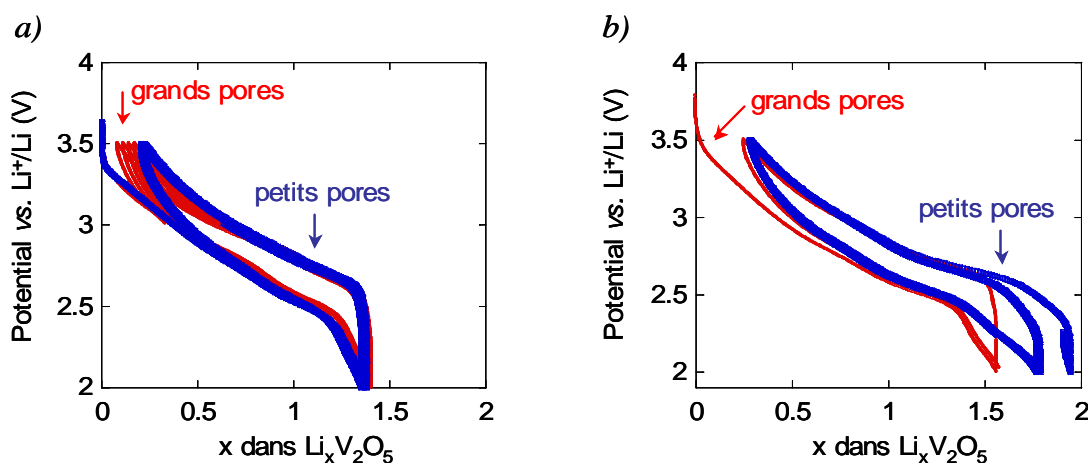 a)
Potential vs. Li⁺/Li (V)
4
3.5
3
2.5
2
grands pores
petits pores
0
0.5
1
1.5
2
x dans LiₓV₂O₅
b)
Potential vs. Li⁺/Li (V)
4
3.5
3
2.5
2
grands pores
petits pores
0
0.5
1
1.5
2
x dans LiₓV₂O₅